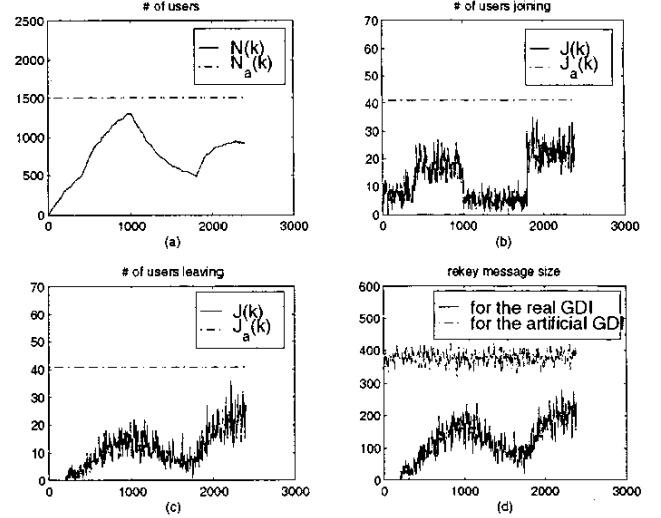 # of users
2500
2000
1500
1000
500
0
N(k)
N_a(k)
0 1000 2000 3000
(a)
# of users joining
70
60
50
40
30
20
10
0
J(k)
J_a(k)
0 1000 2000 3000
(b)
# of users leaving
70
60
50
40
30
20
10
0
J(k)
J_a(k)
0 1000 2000 3000
(c)
rekey message size
600
500
400
300
200
100
0
for the real GDI
for the artificial GDI
0 1000 2000 3000
(d)